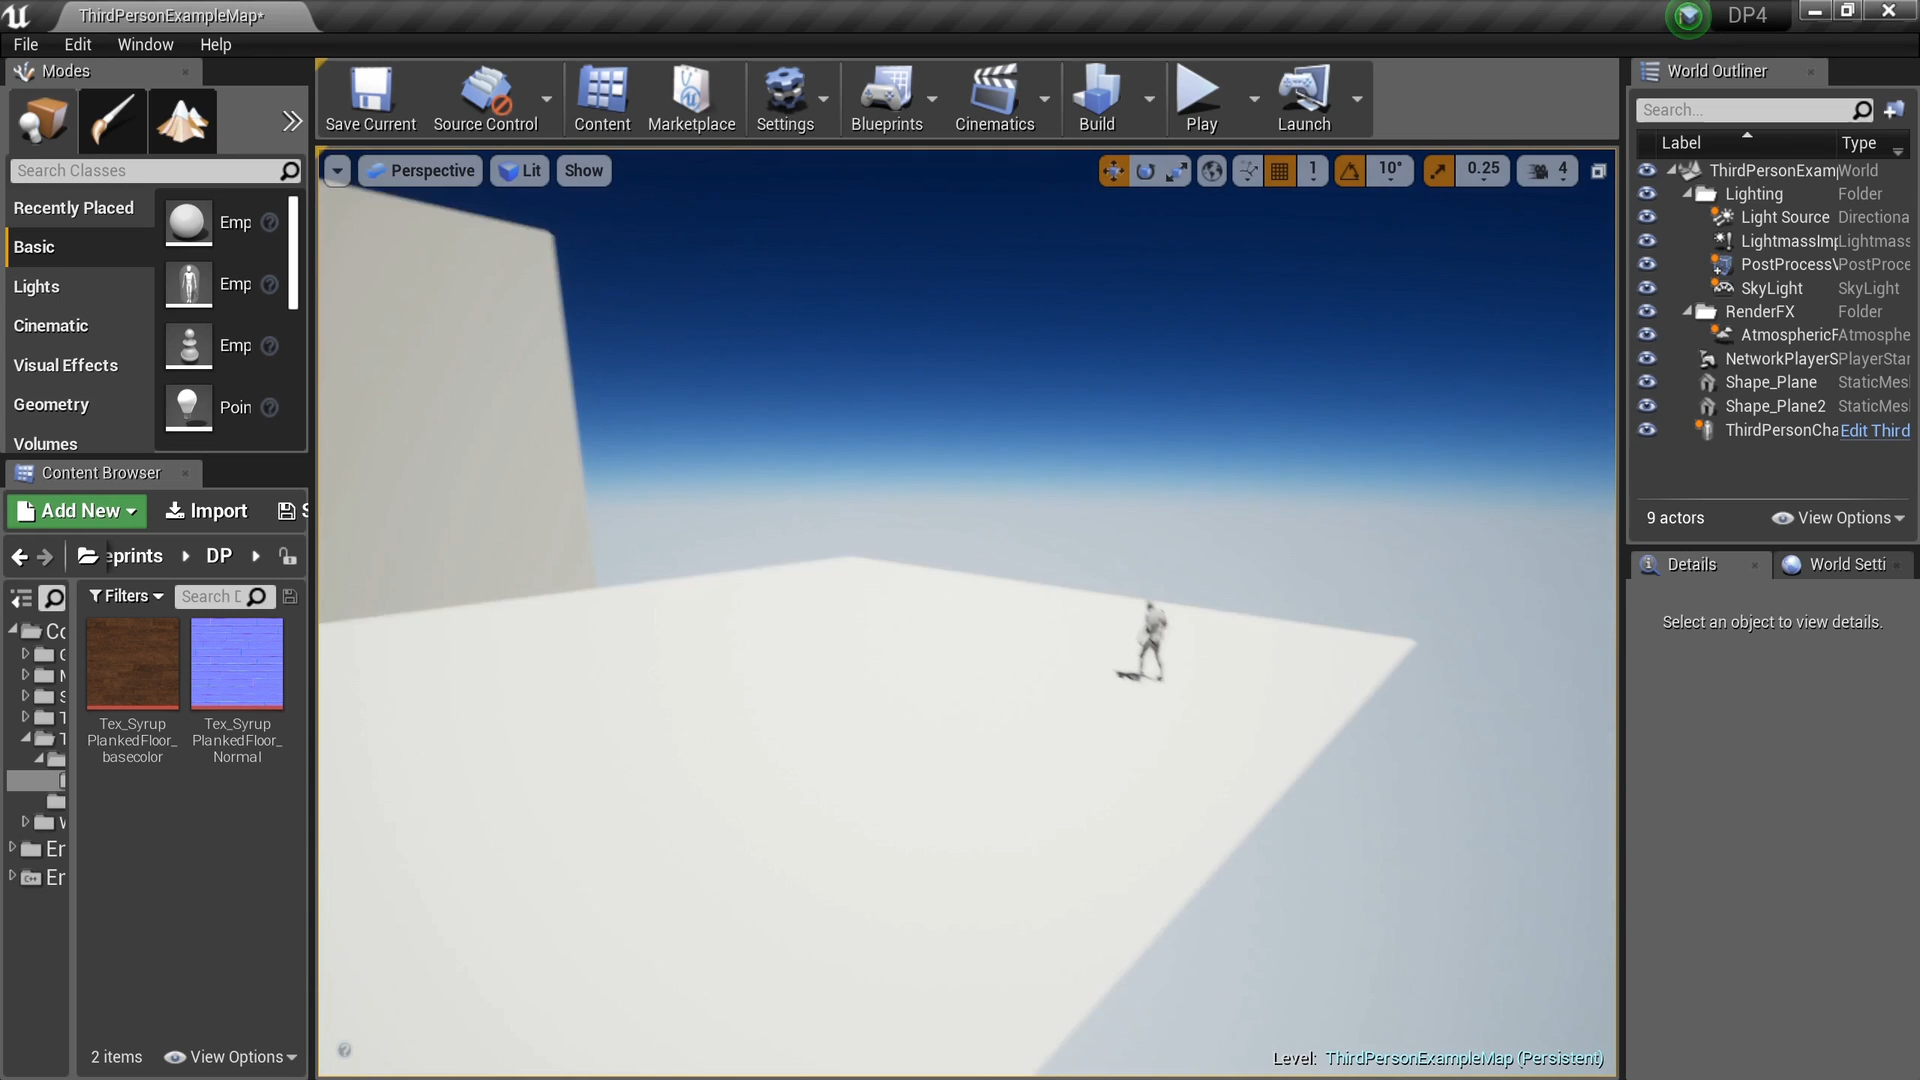 ThirdPersonExampleMap*
DP4
File Edit Window Help
Modes
Save Current
Source Control
Content
Marketplace
Settings
Blueprints
Cinematics
Build
Play
Launch
World Outliner
Search...
Label Type
Search Classes
Recently Placed
Basic
Lights
Cinematic
Visual Effects
Geometry
Volumes
Emp
Emp
Emp
Poin
Perspective
Lit
Show
1
10°
0.25
4
ThirdPersonExam World
Lighting Folder
Light Source Directiona
LightmassImp Lightmass
PostProcessV PostProce
SkyLight SkyLight
RenderFX Folder
AtmosphericF Atmosphe
NetworkPlayerS PlayerStar
Shape_Plane StaticMes
Shape_Plane2 StaticMes
ThirdPersonCha Edit Third
9 actors
View Options
Content Browser
Add New
Import
S
eprints
DP
Filters
Search D
Co
C
M
S
T
T
V
En
En
Tex_Syrup
PlankedFloor_
basecolor
Tex_Syrup
PlankedFloor_
Normal
2 items
View Options
Details
World Setti
Select an object to view details.
Level: ThirdPersonExampleMap (Persistent)